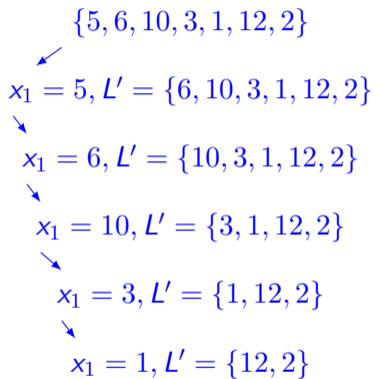 {5, 6, 10, 3, 1, 12, 2}
x₁ = 5, L′ = {6, 10, 3, 1, 12, 2}
x₁ = 6, L′ = {10, 3, 1, 12, 2}
x₁ = 10, L′ = {3, 1, 12, 2}
x₁ = 3, L′ = {1, 12, 2}
x₁ = 1, L′ = {12, 2}